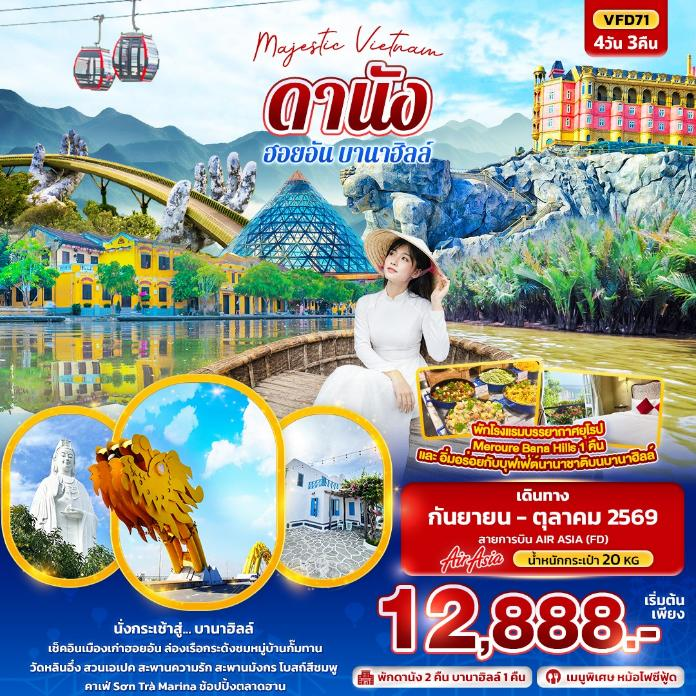 VFD71
4วัน 3คืน
Majestic Vietnam
ดานัง
ฮอยอัน บานาฮิลล์
พักโรงแรมบรรยากาศยุโรป
Mercure Bana Hills 1 คืน
และ อิ่มอร่อยกับบุฟเฟ่ต์นานาชาติบนบานาฮิลล์
เดินทาง
กันยายน - ตุลาคม 2569
สายการบิน AIR ASIA (FD)
AirAsia
น้ำหนักกระเป๋า 20 KG
เริ่มต้น
เพียง
12,888.-
นั่งกระเช้าสู่... บานาฮิลล์
เช็คอินเมืองเก่าฮอยอัน ล่องเรือกระด้งชมหมู่บ้านกั๊มทาน
วัดหลินอึ๋ง สวนเอเปค สะพานความรัก สะพานมังกร โบสถ์สีชมพู
คาเฟ่ Sơn Trà Marina ช้อปปิ้งตลาดฮาน
พักดานัง 2 คืน บานาฮิลล์ 1 คืน
เมนูพิเศษ หม้อไฟซีฟู้ด